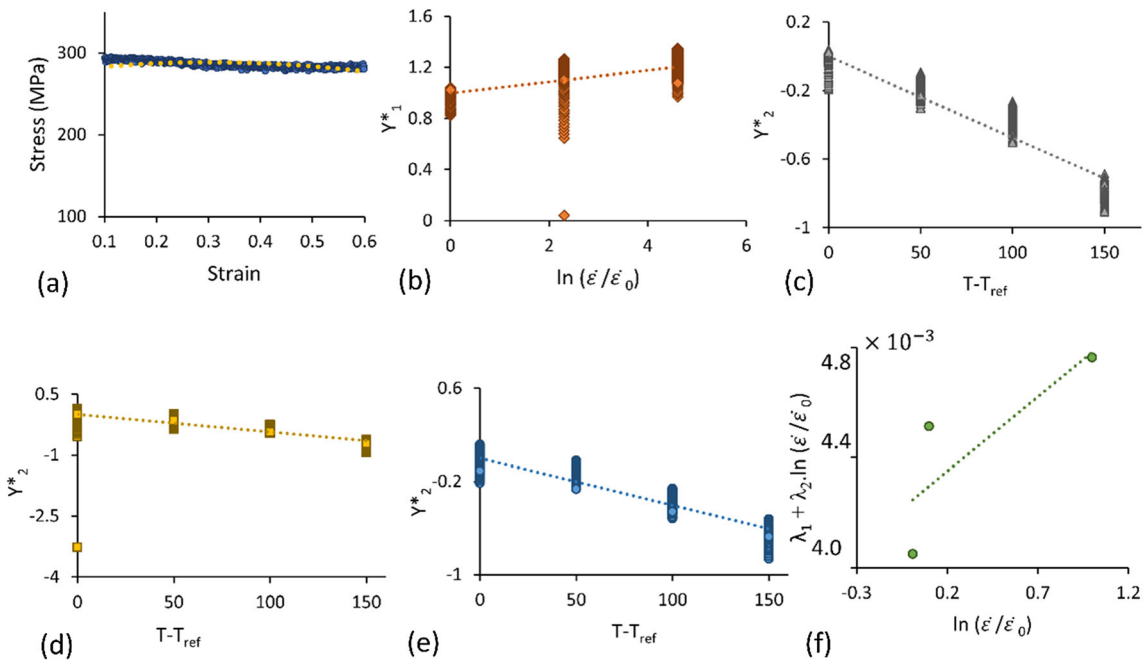 300
200
100
0.1 0.2 0.3 0.4 0.5 0.6
Stress (MPa)
Strain
(a)
1.6
1.2
0.8
0.4
0
0 2 4 6
Y*1
ln (ε̇ /ε̇ 0)
(b)
0.2
-0.2
-0.6
-1
0 50 100 150
Y*2
T-Tref
(c)
0.5
-1
-2.5
-4
0 50 100 150
Y*2
T-Tref
(d)
0.6
-0.2
-1
0 50 100 150
Y*2
T-Tref
(e)
× 10⁻³
4.8
4.4
4.0
-0.3 0.2 0.7 1.2
λ1 + λ2.ln (ε̇ /ε̇ 0)
ln (ε̇ /ε̇ 0)
(f)